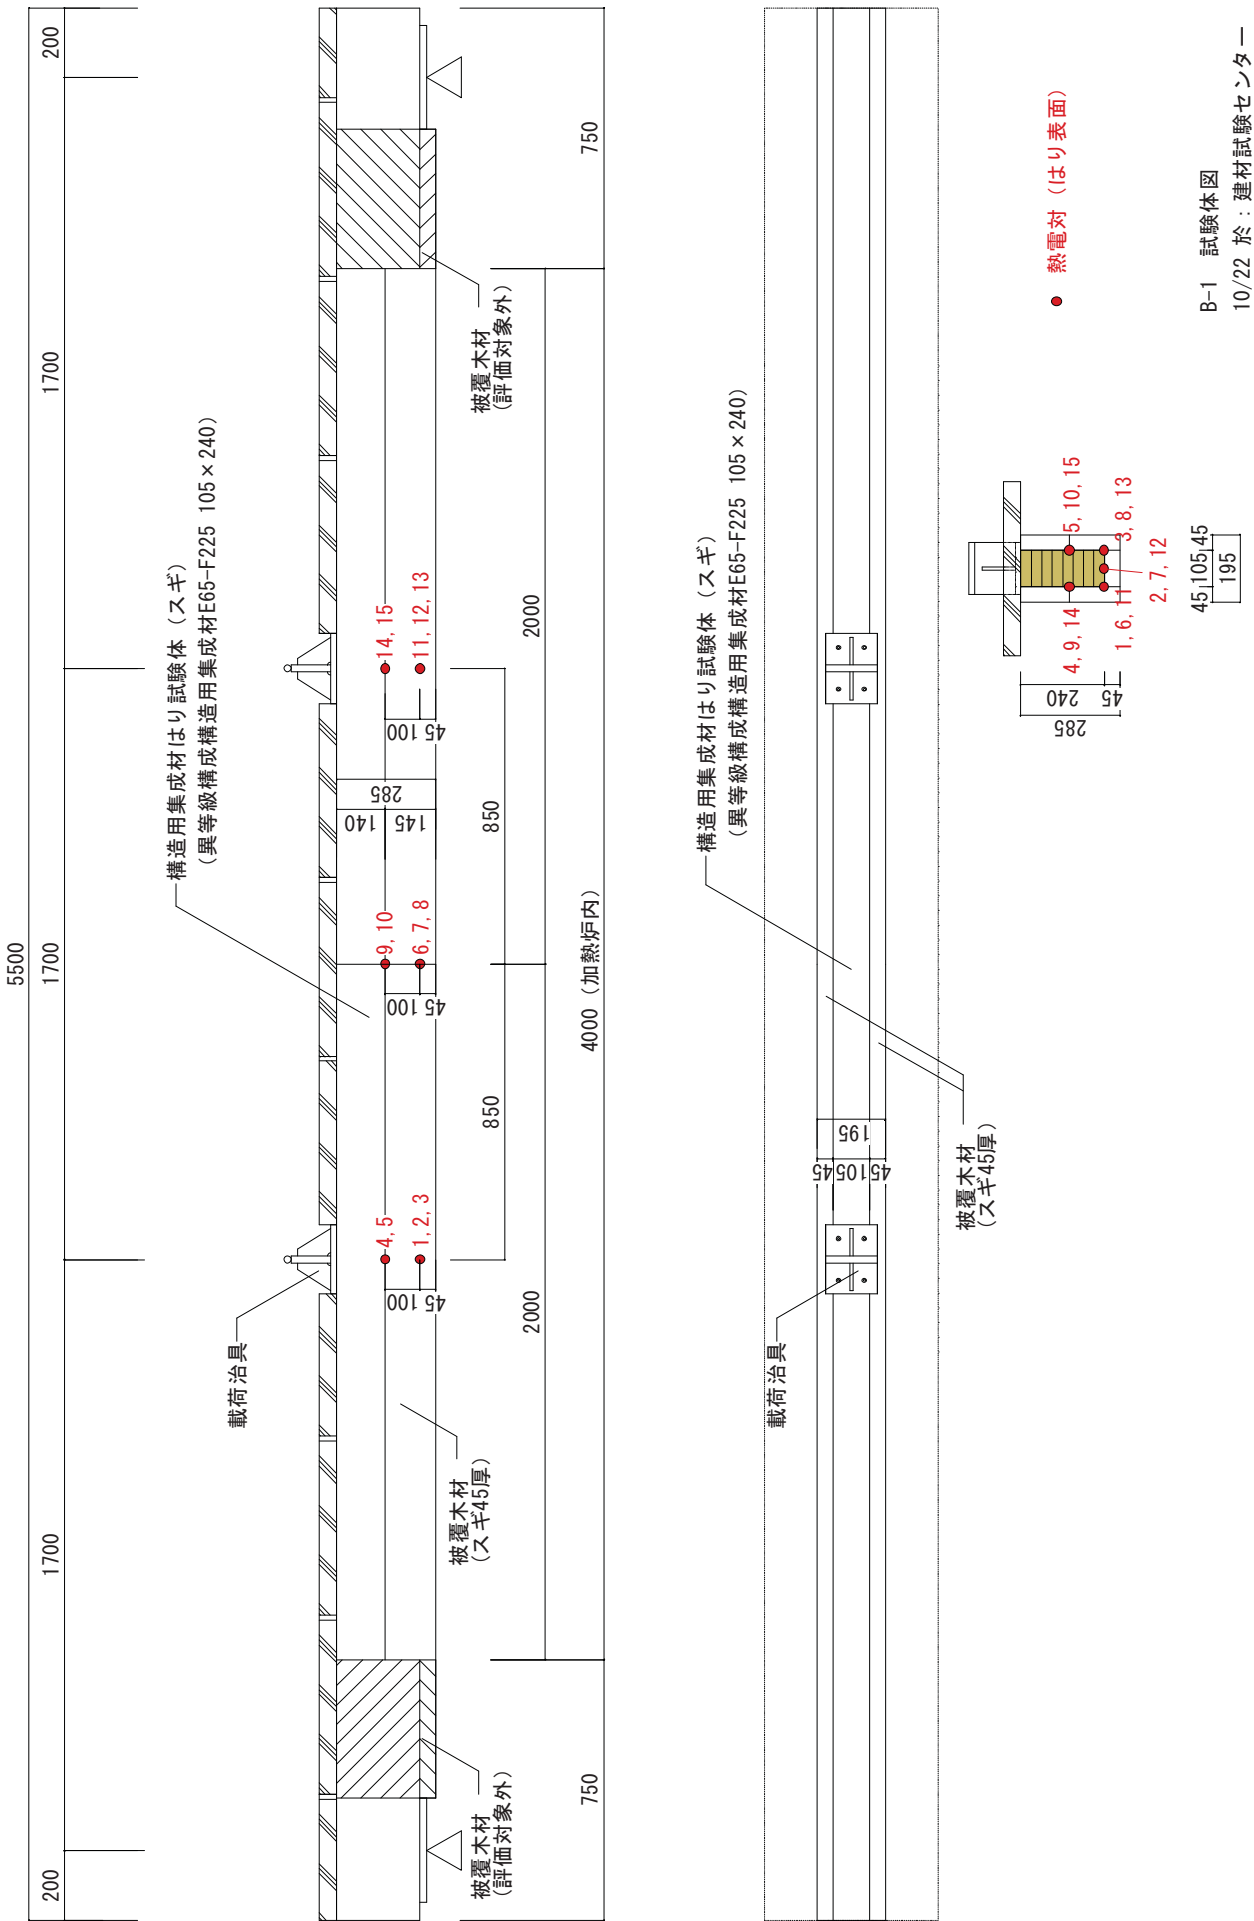 5500
200
1700
1700
1700
200
載荷治具
構造用集成材はり試験体（スギ）
（異等級構成構造用集成材E65-F225 105×240）
4, 5
1, 2, 3
9, 10
6, 7, 8
14, 15
11, 12, 13
45
100
45
100
45
100
140
145
285
被覆木材
（評価対象外）
被覆木材
（スギ45厚）
被覆木材
（評価対象外）
850
850
2000
2000
750
4000（加熱炉内）
750
載荷治具
構造用集成材はり試験体（スギ）
（異等級構成構造用集成材E65-F225 105×240）
45
105
45
195
被覆木材
（スギ45厚）
4, 9, 14
5, 10, 15
1, 6, 11
3, 8, 13
2, 7, 12
240
45
285
45
105
45
195
熱電対（はり表面）
B-1 試験体図
10/22 於：建材試験センター